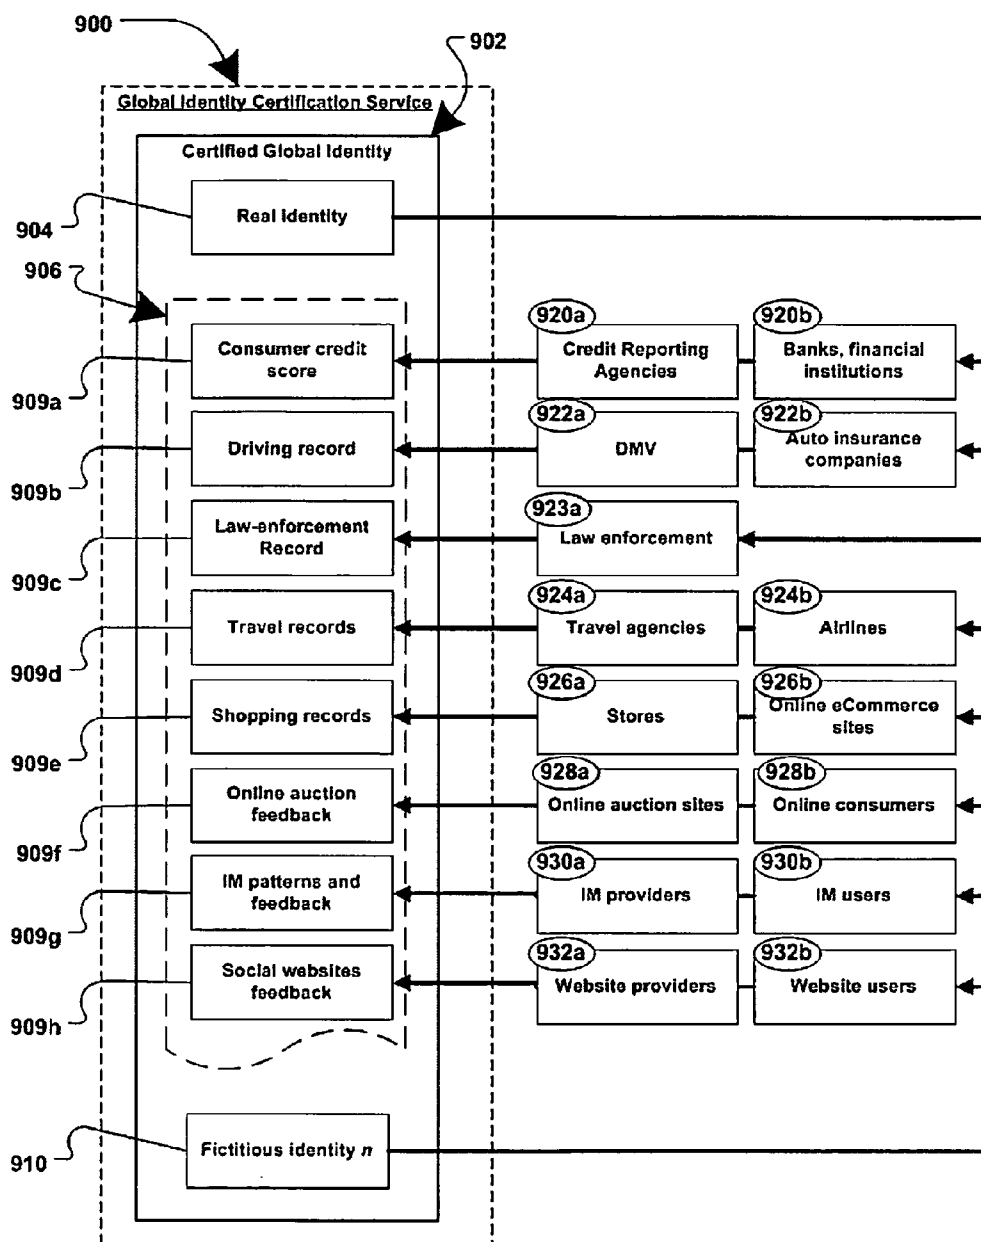 900
902
Global Identity Certification Service
Certified Global Identity
Real Identity
904
906
920a
920b
Consumer credit
score
Credit Reporting
Agencies
Banks, financial
institutions
909a
922a
922b
Driving record
DMV
Auto insurance
companies
909b
923a
Law-enforcement
Record
Law enforcement
909c
924a
924b
Travel records
Travel agencies
Airlines
909d
926a
926b
Shopping records
Stores
Online eCommerce
sites
909e
928a
928b
Online auction
feedback
Online auction sites
Online consumers
909f
930a
930b
IM patterns and
feedback
IM providers
IM users
909g
932a
932b
Social websites
feedback
Website providers
Website users
909h
Fictitious identity n
910